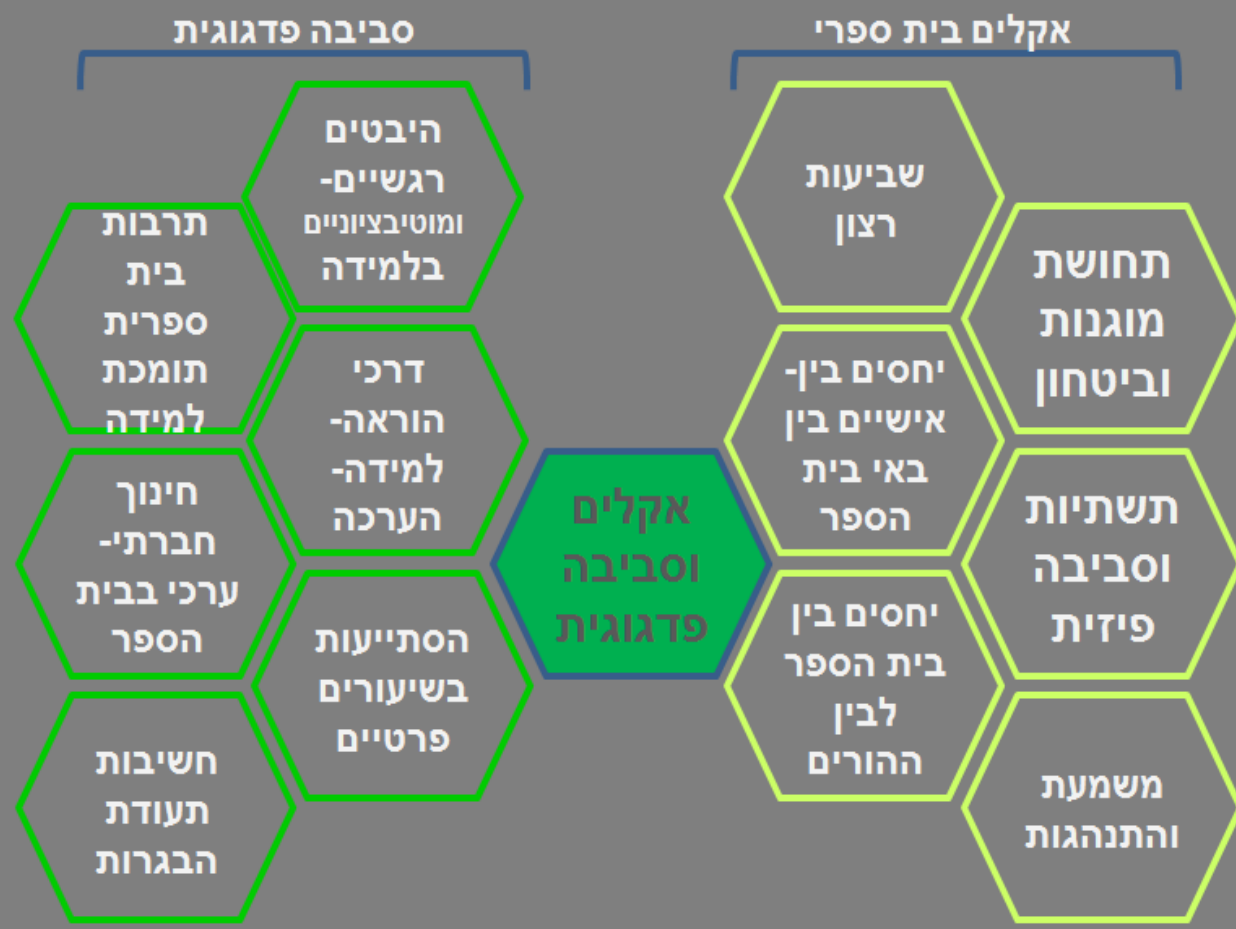 אקלים בית ספרי
סביבה פדגוגית
שביעות
רצון
תחושת
מוגנות
וביטחון
יחסים בין-
אישיים בין
באי בית
הספר
תשתיות
וסביבה
פיזית
יחסים בין
בית הספר
לבין
ההורים
משמעת
והתנהגות
אקלים
וסביבה
פדגוגית
היבטים
רגשיים-
ומוטיבציוניים
בלמידה
תרבות
בית
ספרית
תומכת
למידה
דרכי
הוראה-
למידה-
הערכה
חינוך
חברתי-
ערכי בבית
הספר
הסתייעות
בשיעורים
פרטיים
חשיבות
תעודת
הבגרות